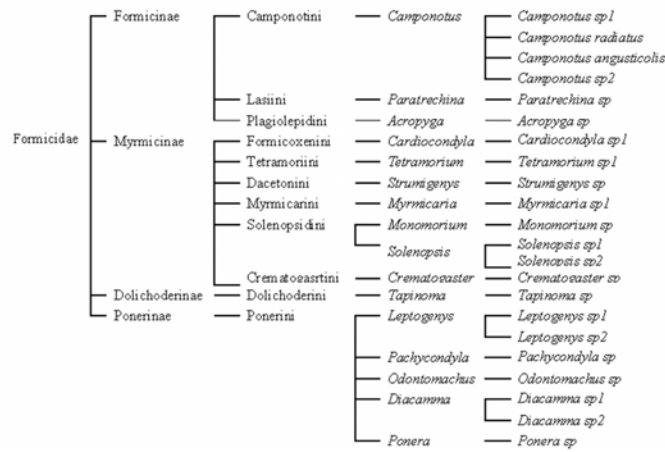 Formicinae Camponotini Camponotus Camponotus sp1
Camponotus radiatus
Camponotus angusticolis
Camponotus sp2
Lasiini Paratrechina Paratrechina sp
Plagiolepidini Acropyga Acropyga sp
Formicidae Myrmicinae Formicoxenini Cardiocondyla Cardiocondyla sp1
Tetramoriini Tetramorium Tetramorium sp1
Dacetonini Strumigenys Strumigenys sp
Myrmicarini Myrmicaria Myrmicaria sp1
Solenopsidini Monomorium Monomorium sp
Solenopsis Solenopsis sp1
Solenopsis sp2
Crematogasrtini Crematogaster Crematogaster sp
Dolichoderinae Dolichoderini Tapinoma Tapinoma sp
Ponerinae Ponerini Leptogenys Leptogenys sp1
Leptogenys sp2
Pachycondyla Pachycondyla sp
Odontomachus Odontomachus sp
Diacamma Diacamma sp1
Diacamma sp2
Ponera Ponera sp